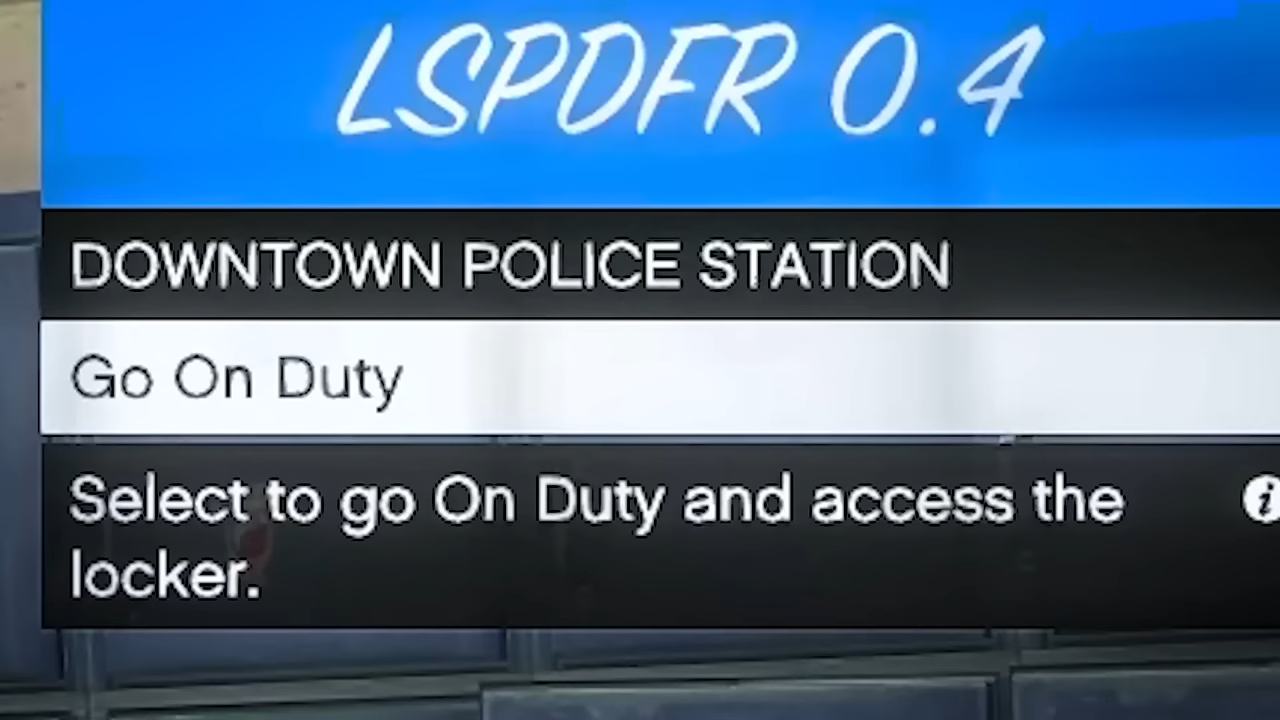 LSPDFR 0.4
DOWNTOWN POLICE STATION
Go On Duty
Select to go On Duty and access the
locker.